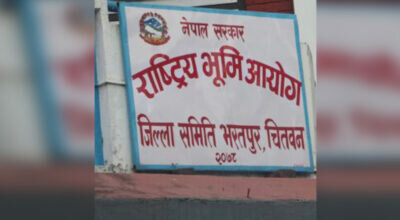 नेपाल सरकार
राष्ट्रिय भूमि आयोग
जिल्ला समिति भरतपुर, चितवन
२०७८